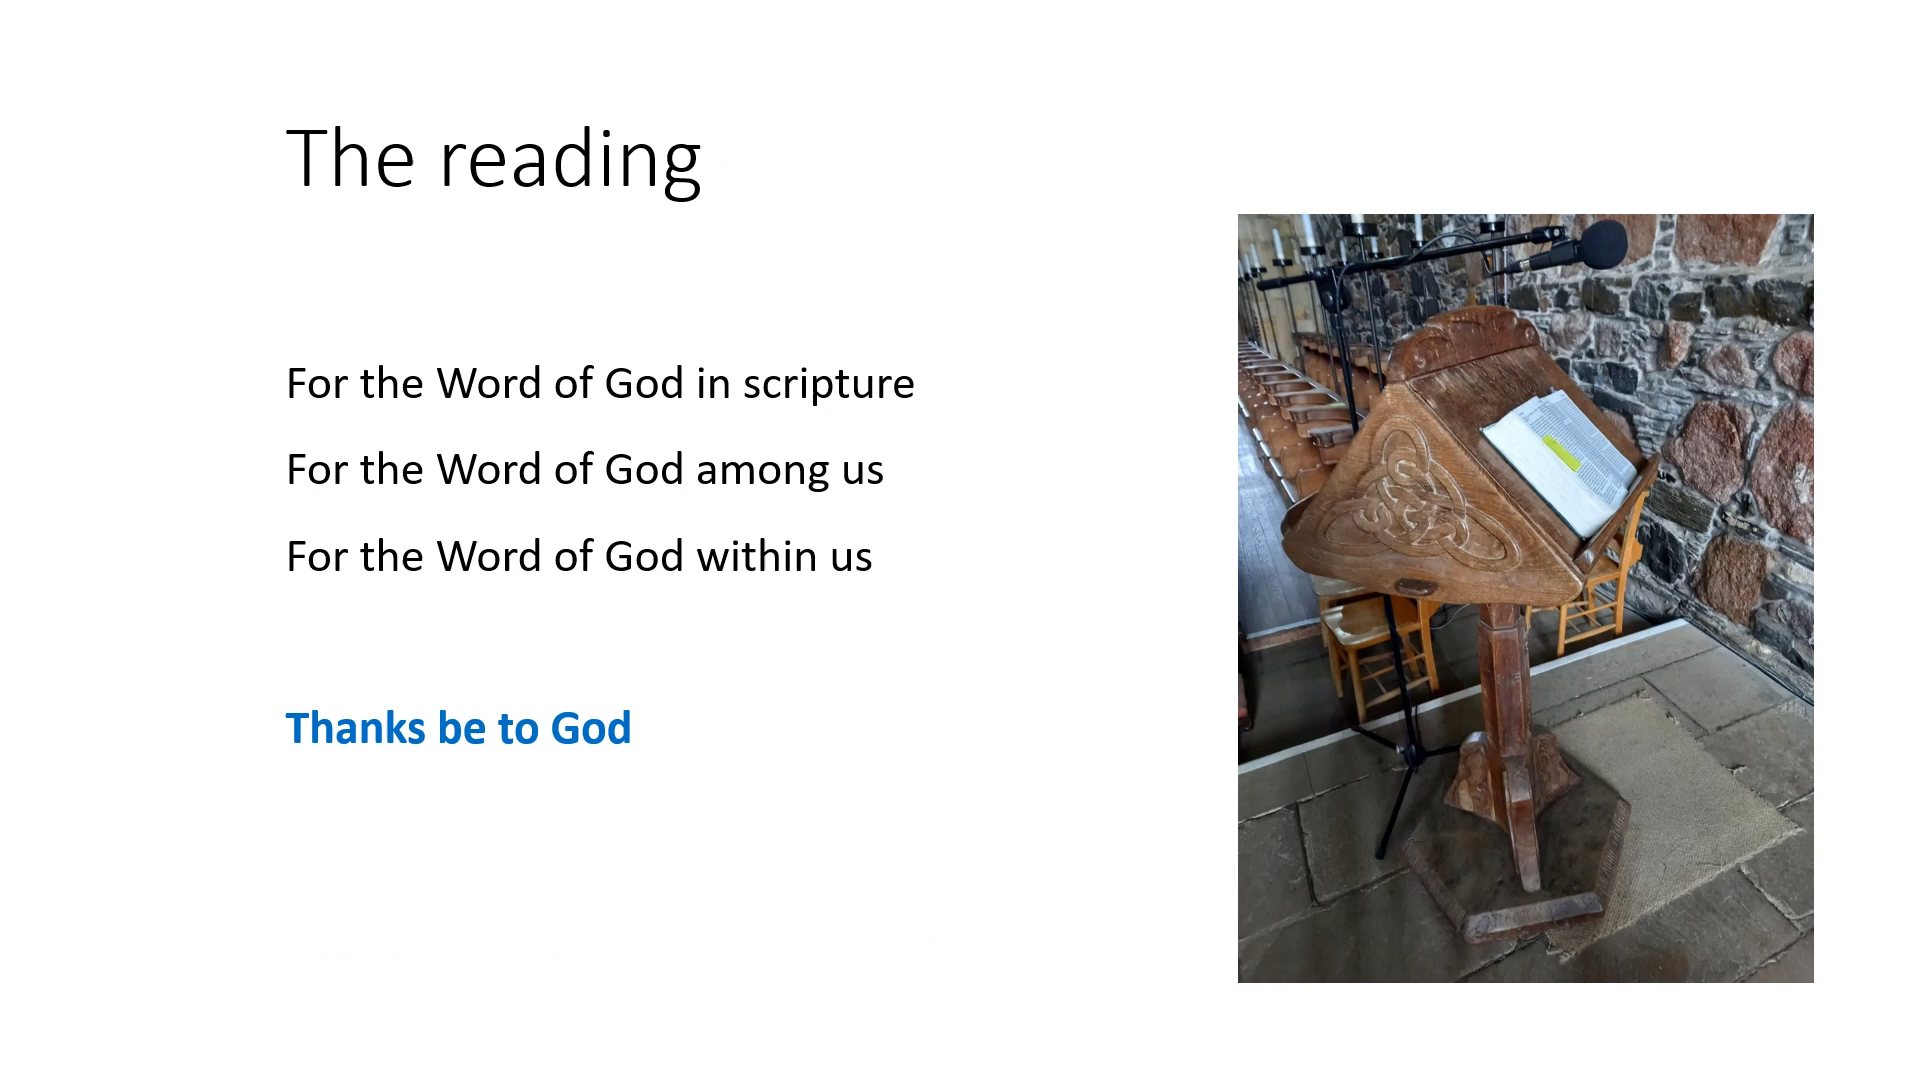 The reading
For the Word of God in scripture
For the Word of God among us
For the Word of God within us
Thanks be to God